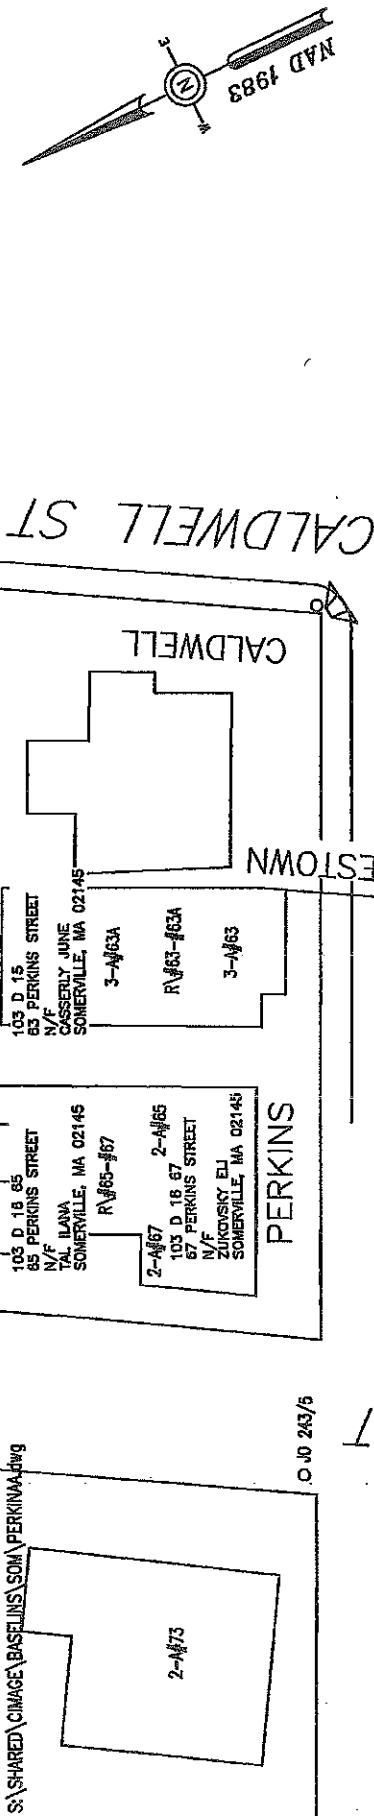 E
N
W
NAD 1983
CALDWELL ST
CALDWELL
ESTOWN
103 D 15
63 PERKINS STREET
N/F
CASSERLY JUNE
SOMERVILLE, MA 02145
3-A#63A
R\#63-#63A
3-A#63
103 D 16 65
65 PERKINS STREET
N/F
TAL ILANA
SOMERVILLE, MA 02145
R\#65-#67
2-A#65
2-A#67
103 D 16 67
67 PERKINS STREET
N/F
ZUKOVSKY ELI
SOMERVILLE, MA 02145
PERKINS
JO 243/5
T
2-A#73
S:\SHARED\CIMAGE\BASELINS\SOM\PERKINAA.dwg